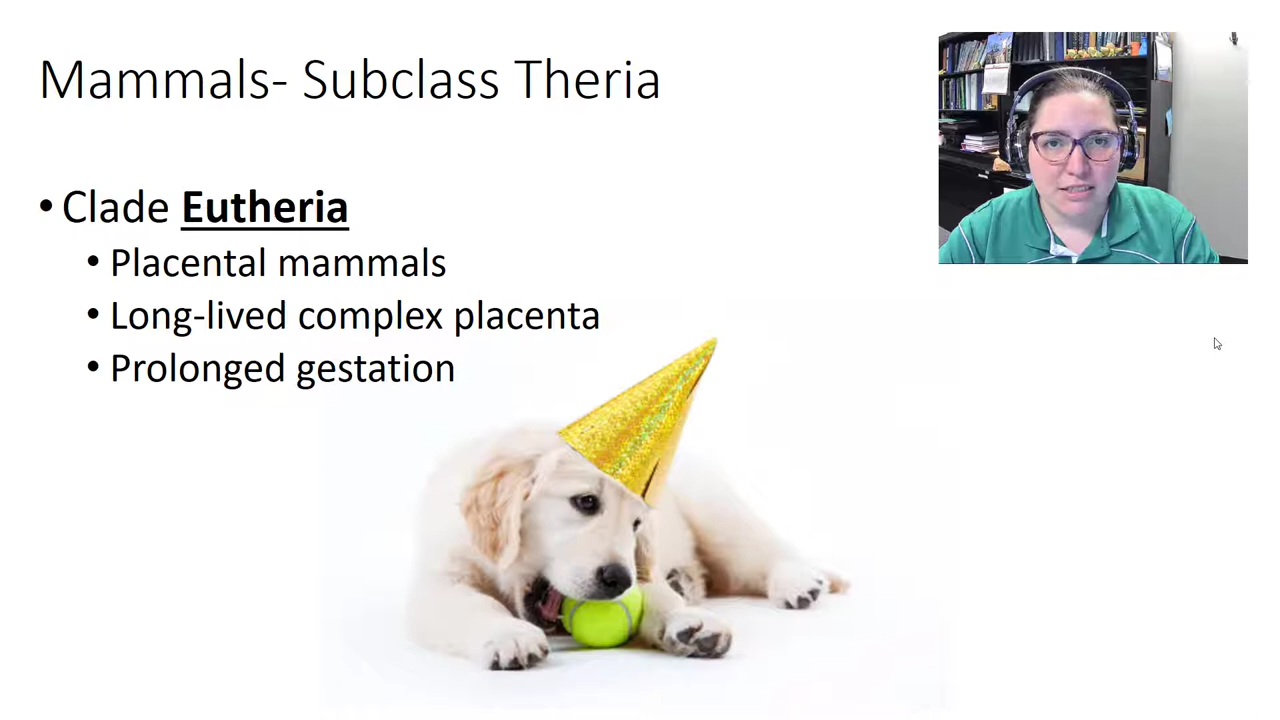 Mammals- Subclass Theria
• Clade Eutheria
• Placental mammals
• Long-lived complex placenta
• Prolonged gestation